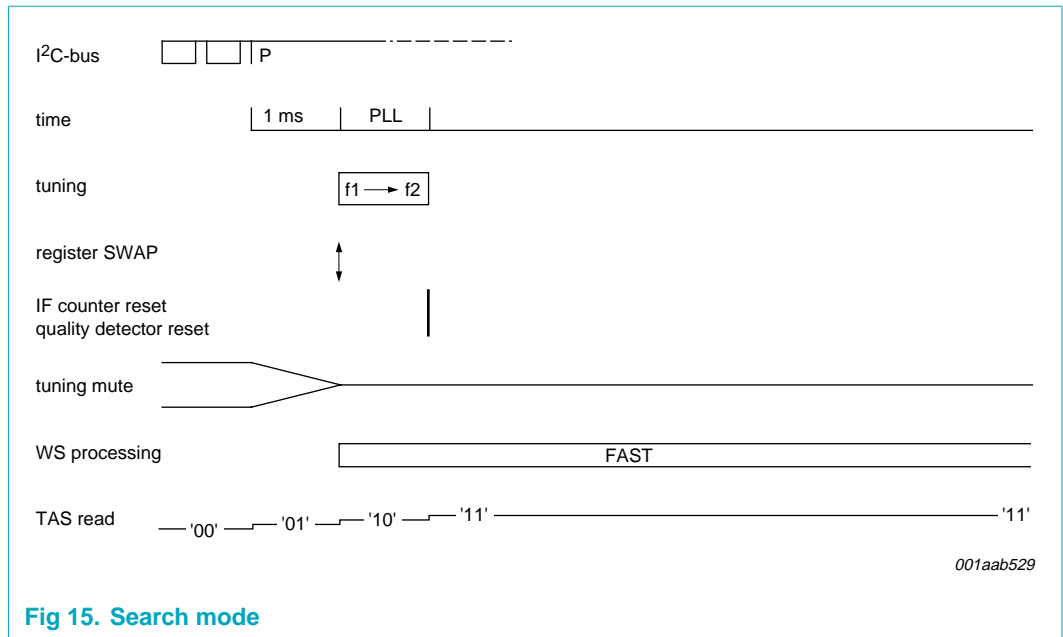 I²C-bus P
time 1 ms PLL
tuning f1 → f2
register SWAP
IF counter reset
quality detector reset
tuning mute
WS processing FAST
TAS read '00' '01' '10' '11' '11'
001aab529
Fig 15. Search mode